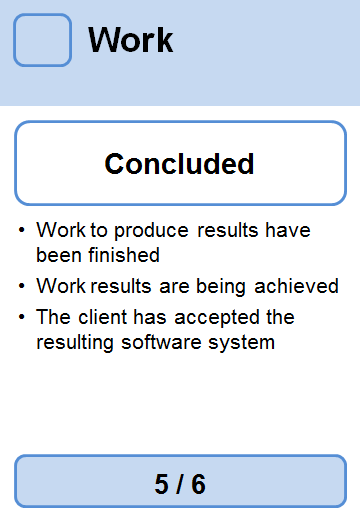 Work
Concluded
• Work to produce results have
been finished
• Work results are being achieved
• The client has accepted the
resulting software system
5 / 6